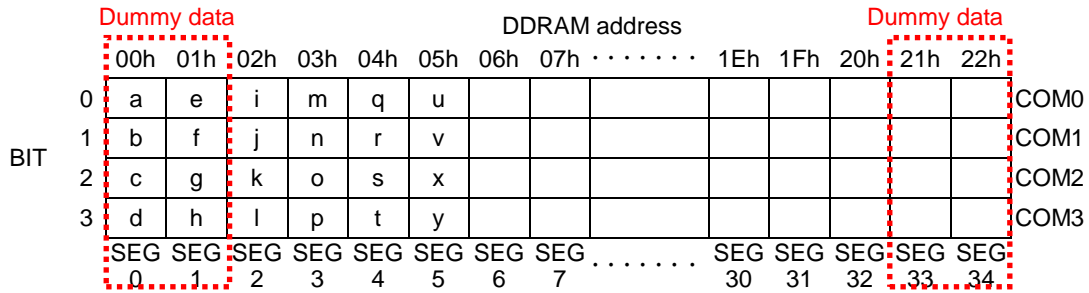 Dummy data DDRAM address Dummy data
00h 01h 02h 03h 04h 05h 06h 07h ······· 1Eh 1Fh 20h 21h 22h
0 a e i m q u COM0
1 b f j n r v COM1
BIT
2 c g k o s x COM2
3 d h l p t y COM3
SEG SEG SEG SEG SEG SEG SEG SEG ······· SEG SEG SEG SEG SEG
0 1 2 3 4 5 6 7 30 31 32 33 34